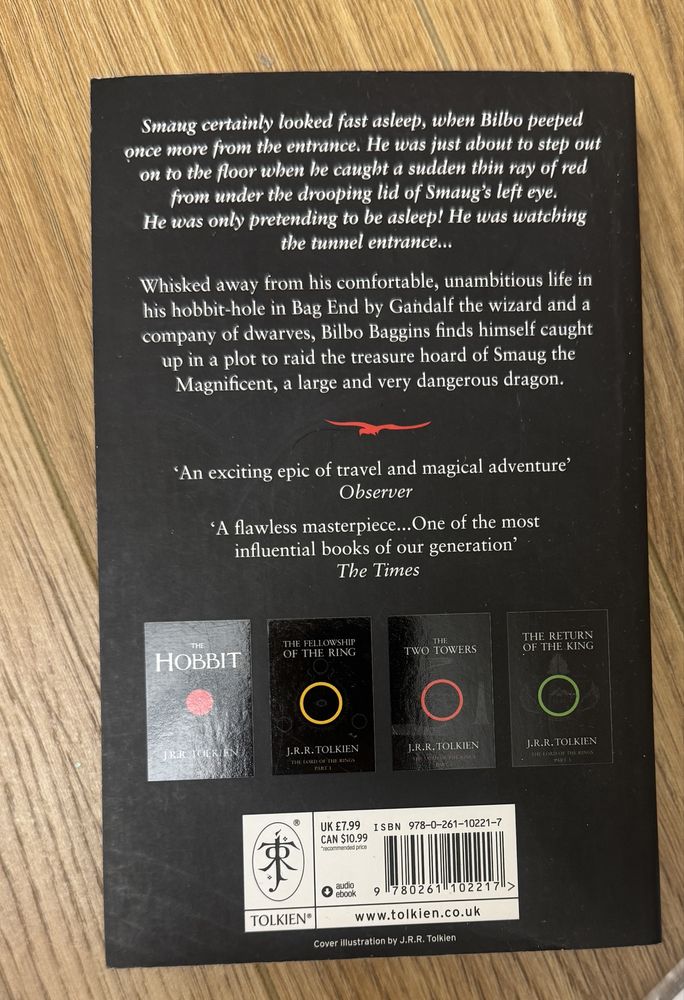 Smaug certainly looked fast asleep, when Bilbo peeped
once more from the entrance. He was just about to step out
on to the floor when he caught a sudden thin ray of red
from under the drooping lid of Smaug's left eye.
He was only pretending to be asleep! He was watching
the tunnel entrance...
Whisked away from his comfortable, unambitious life in
his hobbit-hole in Bag End by Gandalf the wizard and a
company of dwarves, Bilbo Baggins finds himself caught
up in a plot to raid the treasure hoard of Smaug the
Magnificent, a large and very dangerous dragon.
'An exciting epic of travel and magical adventure'
Observer
'A flawless masterpiece...One of the most
influential books of our generation'
The Times
THE
HOBBIT
J.R.R. TOLKIEN
THE FELLOWSHIP
OF THE RING
J.R.R. TOLKIEN
THE LORD OF THE RINGS
PART 1
THE
TWO TOWERS
J.R.R. TOLKIEN
THE LORD OF THE RINGS
THE RETURN
OF THE KING
J.R.R. TOLKIEN
THE LORD OF THE RINGS
PART 3
®
TOLKIEN®
UK £7.99
CAN $10.99
*recommended price
audio
ebook
ISBN 978-0-261-10221-7
9 780261 102217 >
www.tolkien.co.uk
Cover illustration by J.R.R. Tolkien